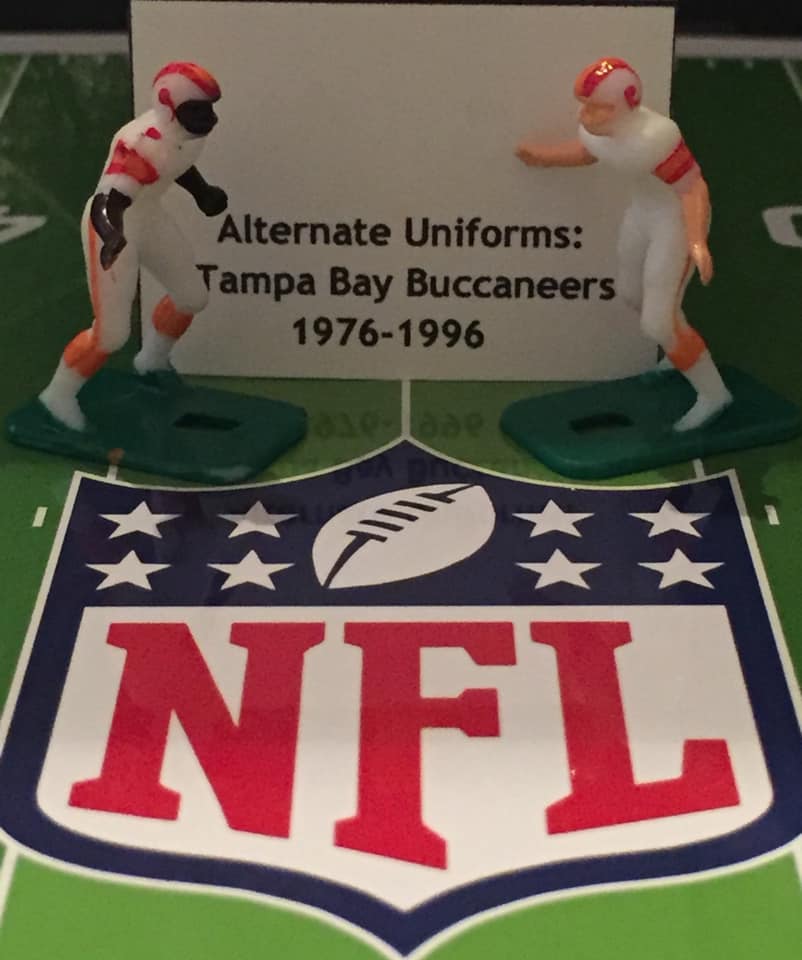 Alternate Uniforms:
Tampa Bay Buccaneers
1976-1996
NFL